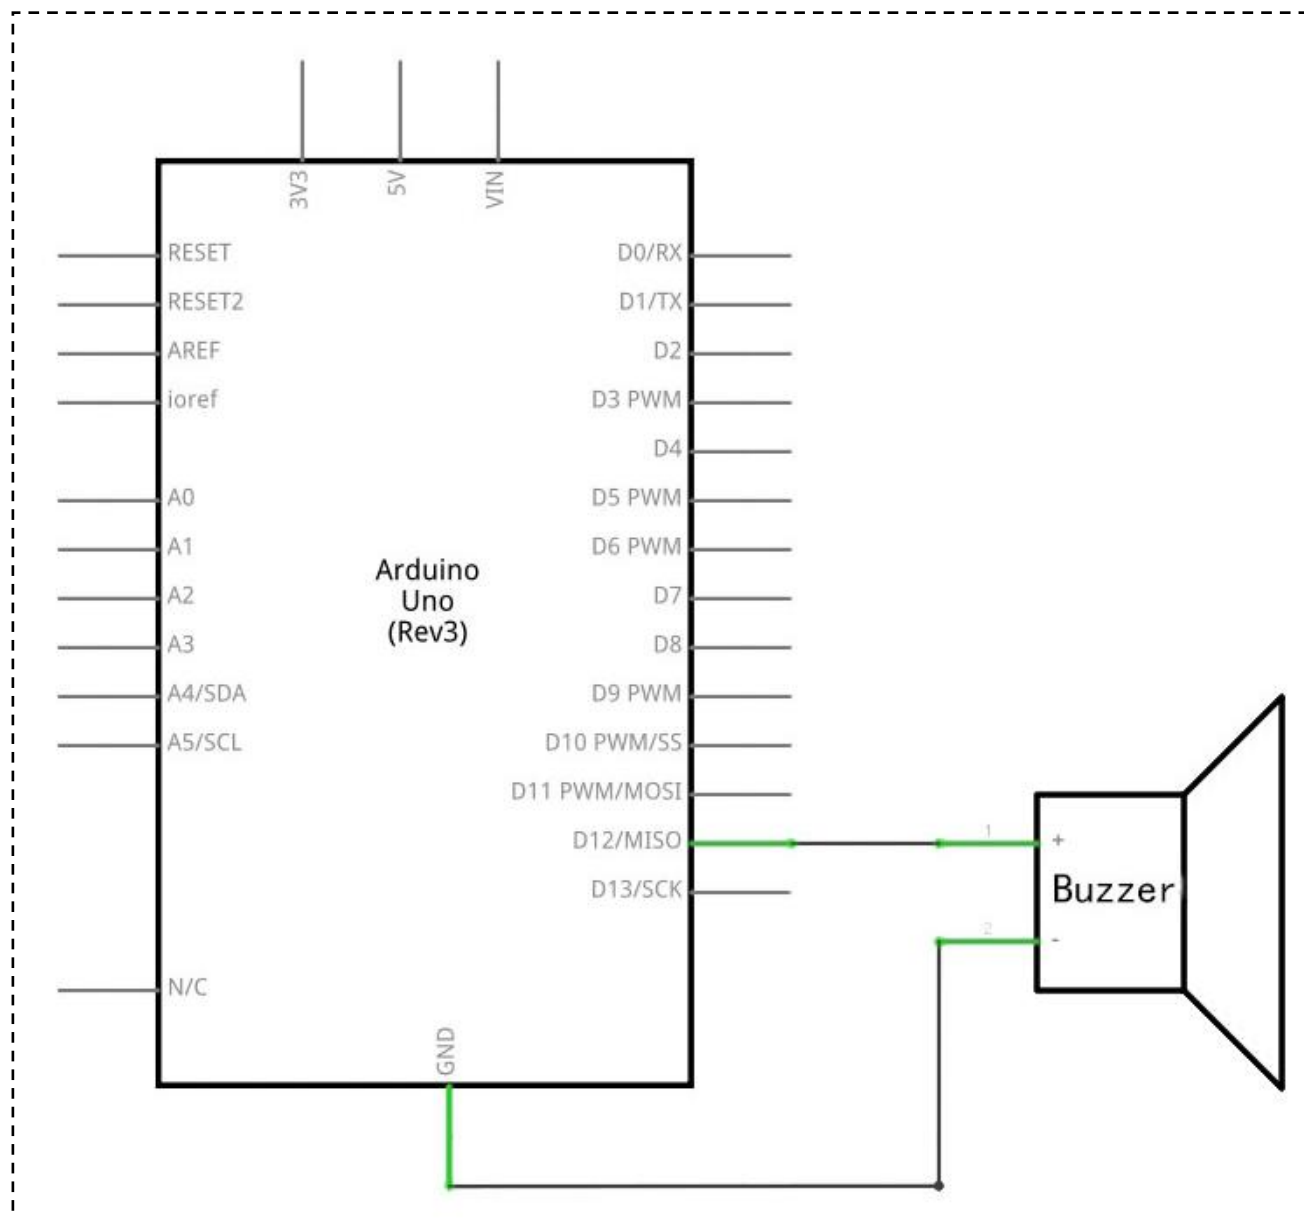 3V3
5V
VIN
RESET
D0/RX
RESET2
D1/TX
AREF
D2
ioref
D3 PWM
D4
A0
D5 PWM
A1
D6 PWM
Arduino
Uno
(Rev3)
A2
D7
A3
D8
A4/SDA
D9 PWM
A5/SCL
D10 PWM/SS
D11 PWM/MOSI
D12/MISO
1
+
D13/SCK
Buzzer
2
-
N/C
GND